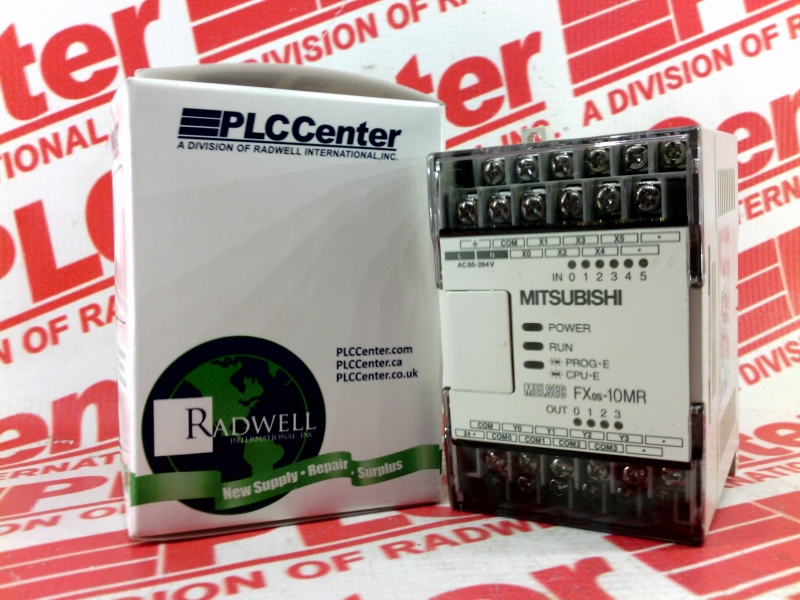 PLCCenter
A DIVISION OF RADWELL INTERNATIONAL, INC.
PLCCenter.com
PLCCenter.ca
PLCCenter.co.uk
RADWELL
INTERNATIONAL INC
New Supply • Repair • Surplus
COM X1 X3 X5 •
L N X0 X2 X4 •
AC85-264V
IN 0 1 2 3 4 5
MITSUBISHI
POWER
RUN
PROG•E
CPU•E
MELSEC FX0S-10MR
OUT 0 1 2 3
COM Y0 Y1 Y2 Y3 •
24+ COM0 COM1 COM2 COM3 •
A DIVISION OF RADWELL